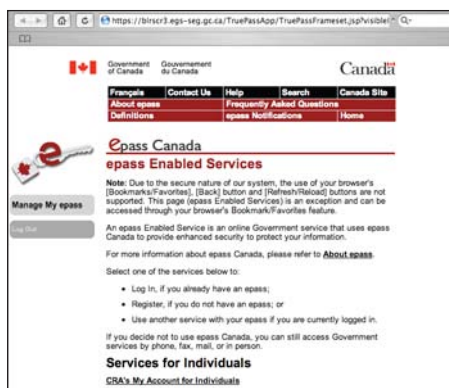 https://blrscr3.egs-seg.gc.ca/TruePassApp/TruePassFrameset.jsp?visible
Government of Canada
Gouvernement du Canada
Canada
Français Contact Us Help Search Canada Site
About epass Frequently Asked Questions
Definitions epass Notifications Home
epass Canada
epass Enabled Services
Note: Due to the secure nature of our system, the use of your browser's
[Bookmarks/Favorites], [Back] button and [Refresh/Reload] buttons are not
supported. This page (epass Enabled Services) is an exception and can be
accessed through your browser's Bookmark/Favorites feature.
Manage My epass
Log Out
An epass Enabled Service is an online Government service that uses epass
Canada to provide enhanced security to protect your information.
For more information about epass Canada, please refer to About epass.
Select one of the services below to:
• Log In, if you already have an epass;
• Register, if you do not have an epass; or
• Use another service with your epass if you are currently logged in.
If you decide not to use epass Canada, you can still access Government
services by phone, fax, mail, or in person.
Services for Individuals
CRA's My Account for Individuals